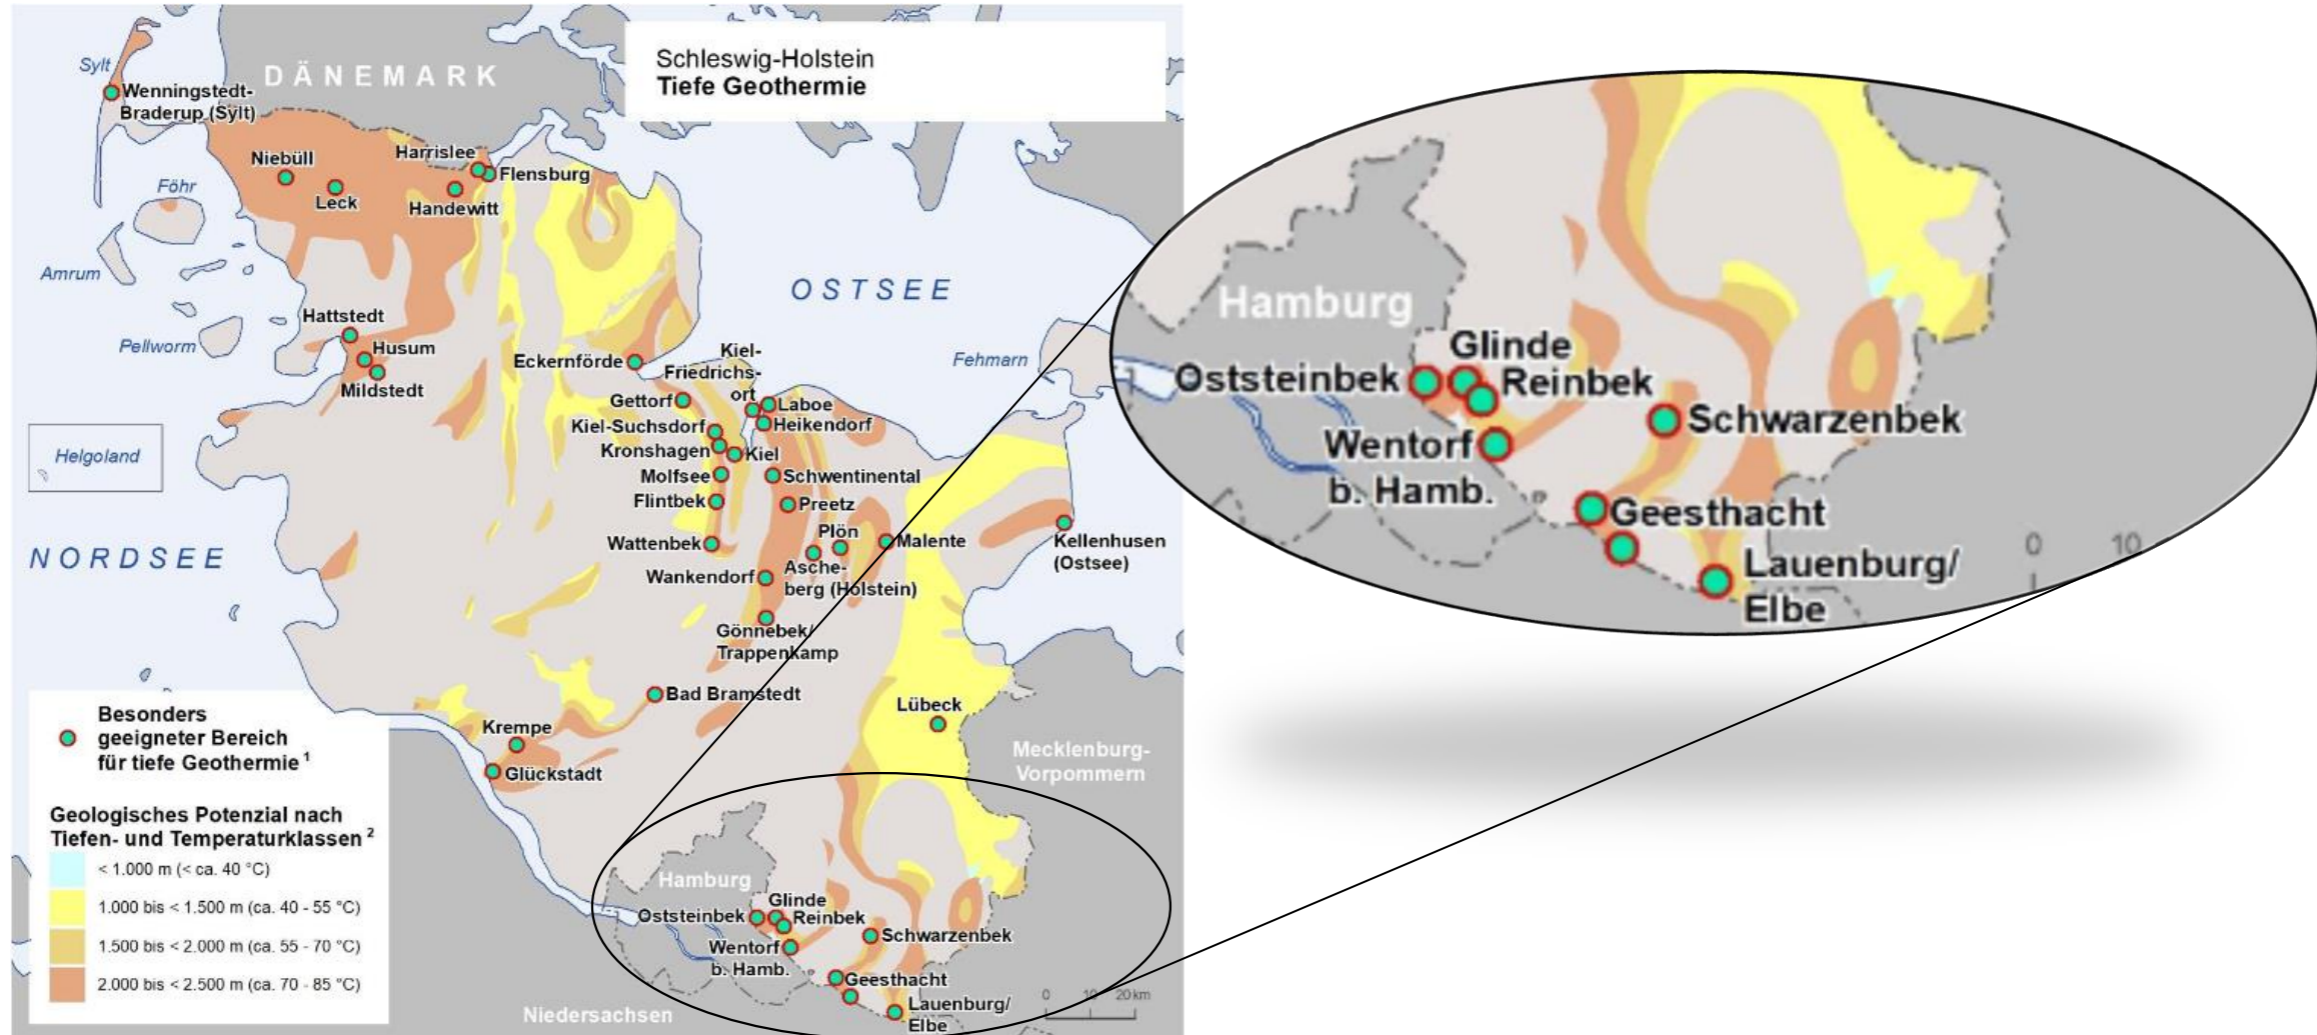 Schleswig-Holstein
Tiefe Geothermie
DÄNEMARK
Sylt
Wenningstedt-
Braderup (Sylt)
Niebüll
Leck
Harrislee
Flensburg
Handewitt
Föhr
Amrum
Pellworm
Hattstedt
Husum
Mildstedt
OSTSEE
Fehmarn
Eckernförde
Kiel-
Friedrichs-
ort
Laboe
Gettorf
Heikendorf
Kiel-Suchsdorf
Kronshagen
Kiel
Molfsee
Schwentinental
Flintbek
Preetz
Plön
Wattenbek
Malente
Kellenhusen
(Ostsee)
Wankendorf
Asche-
berg (Holstein)
Gönnebek/
Trappenkamp
Helgoland
NORDSEE
Bad Bramstedt
Lübeck
Krempe
Glückstadt
Mecklenburg-
Vorpommern
Hamburg
Glinde
Oststeinbek
Reinbek
Wentorf
b. Hamb.
Schwarzenbek
Geesthacht
Lauenburg/
Elbe
Niedersachsen
0 10 20 km
Besonders
geeigneter Bereich
für tiefe Geothermie 1
Geologisches Potenzial nach
Tiefen- und Temperaturklassen 2
< 1.000 m (< ca. 40 °C)
1.000 bis < 1.500 m (ca. 40 - 55 °C)
1.500 bis < 2.000 m (ca. 55 - 70 °C)
2.000 bis < 2.500 m (ca. 70 - 85 °C)
Hamburg
Glinde
Oststeinbek
Reinbek
Schwarzenbek
Wentorf
b. Hamb.
Geesthacht
Lauenburg/
Elbe
0 10